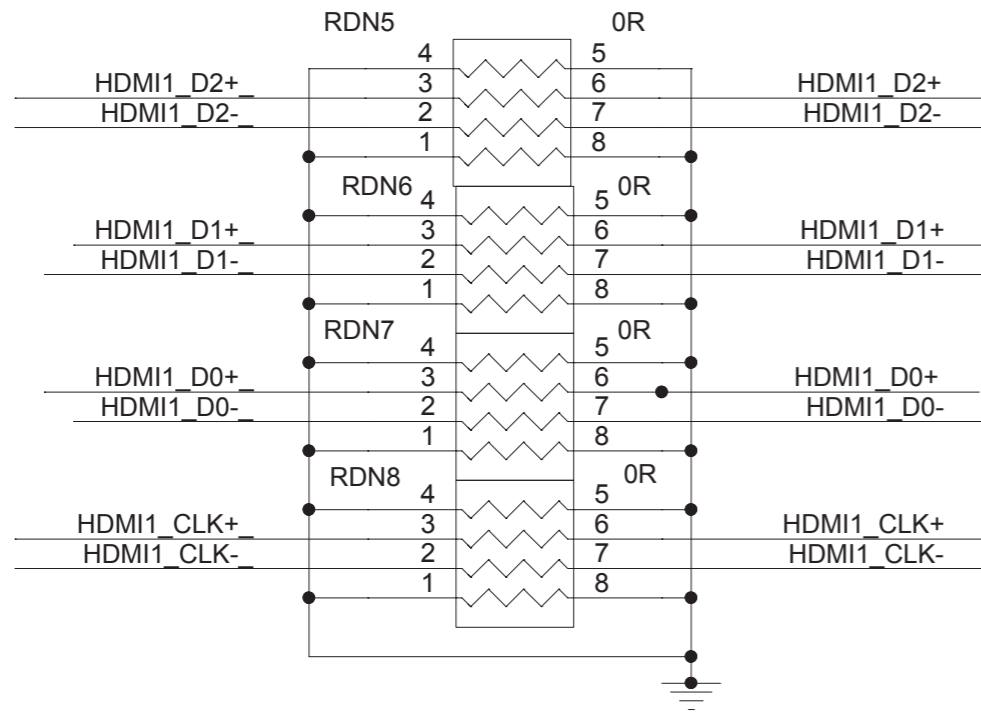 RDN5 0R
4 5
HDMI1_D2+_ 3 6 HDMI1_D2+
HDMI1_D2-_ 2 7 HDMI1_D2-
1 8
RDN6 0R
4 5
HDMI1_D1+_ 3 6 HDMI1_D1+
HDMI1_D1-_ 2 7 HDMI1_D1-
1 8
RDN7 0R
4 5
HDMI1_D0+_ 3 6 HDMI1_D0+
HDMI1_D0-_ 2 7 HDMI1_D0-
1 8
RDN8 0R
4 5
HDMI1_CLK+_ 3 6 HDMI1_CLK+
HDMI1_CLK-_ 2 7 HDMI1_CLK-
1 8